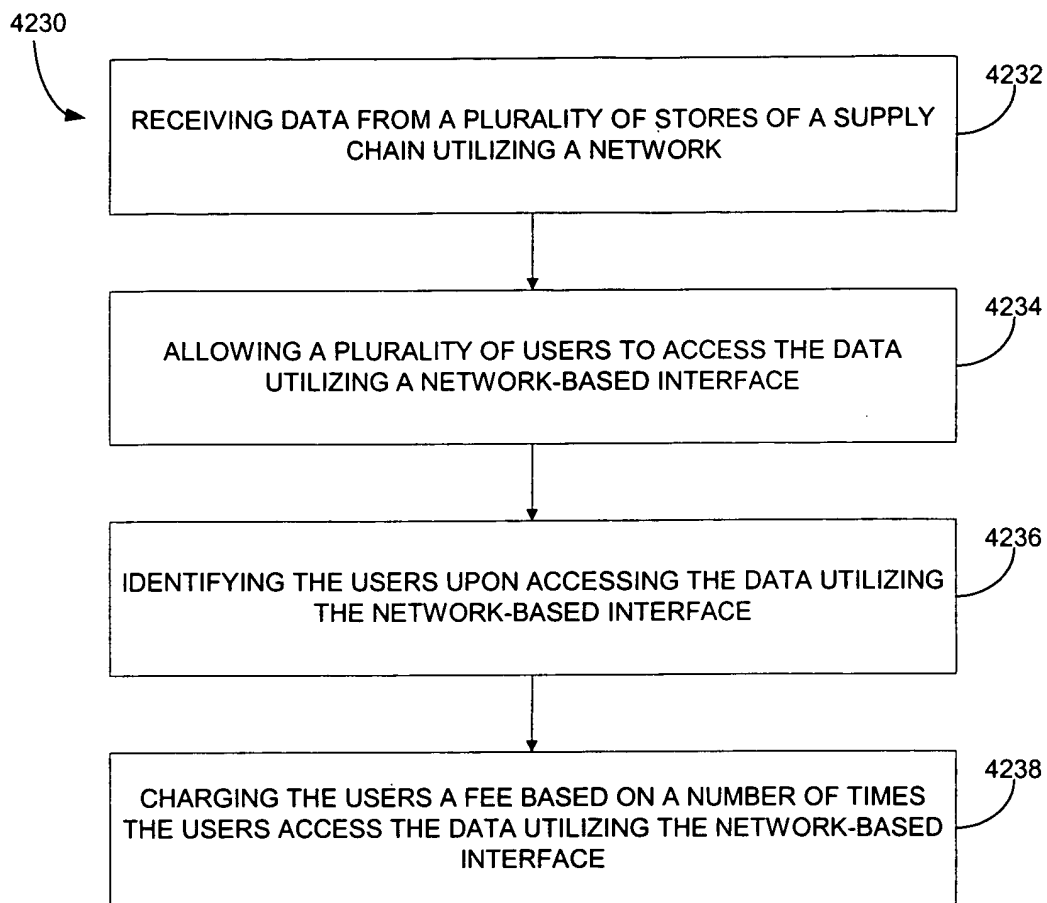 4230
4232
RECEIVING DATA FROM A PLURALITY OF STORES OF A SUPPLY
CHAIN UTILIZING A NETWORK
4234
ALLOWING A PLURALITY OF USERS TO ACCESS THE DATA
UTILIZING A NETWORK-BASED INTERFACE
4236
IDENTIFYING THE USERS UPON ACCESSING THE DATA UTILIZING
THE NETWORK-BASED INTERFACE
4238
CHARGING THE USERS A FEE BASED ON A NUMBER OF TIMES
THE USERS ACCESS THE DATA UTILIZING THE NETWORK-BASED
INTERFACE